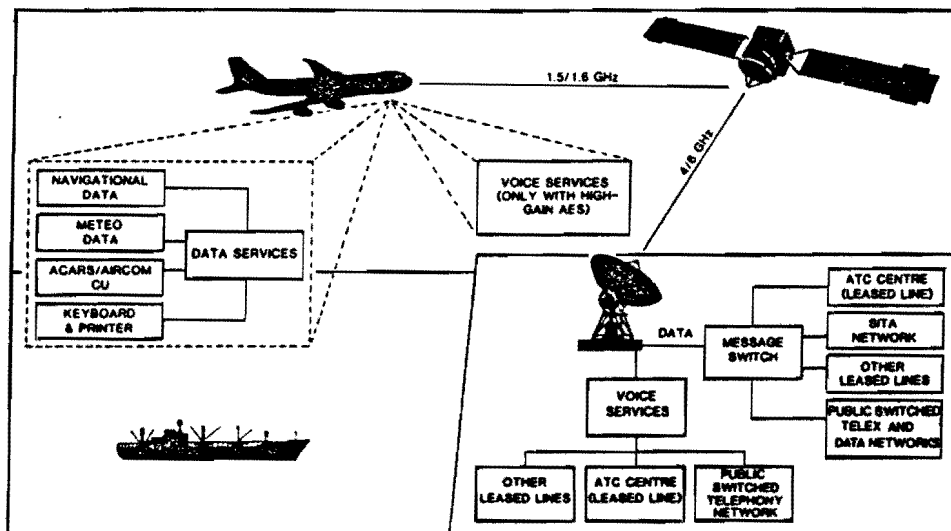 1.5/1.6 GHz
4/6 GHz
NAVIGATIONAL
DATA
METEO
DATA
ACARS/AIRCOM
CU
KEYBOARD
& PRINTER
DATA SERVICES
VOICE SERVICES
(ONLY WITH HIGH-
GAIN AES)
DATA
MESSAGE
SWITCH
ATC CENTRE
(LEASED LINE)
SITA
NETWORK
OTHER
LEASED LINES
PUBLIC SWITCHED
TELEX AND
DATA NETWORKS
VOICE
SERVICES
OTHER
LEASED LINES
ATC CENTRE
(LEASED LINE)
PUBLIC
SWITCHED
TELEPHONY
NETWORK